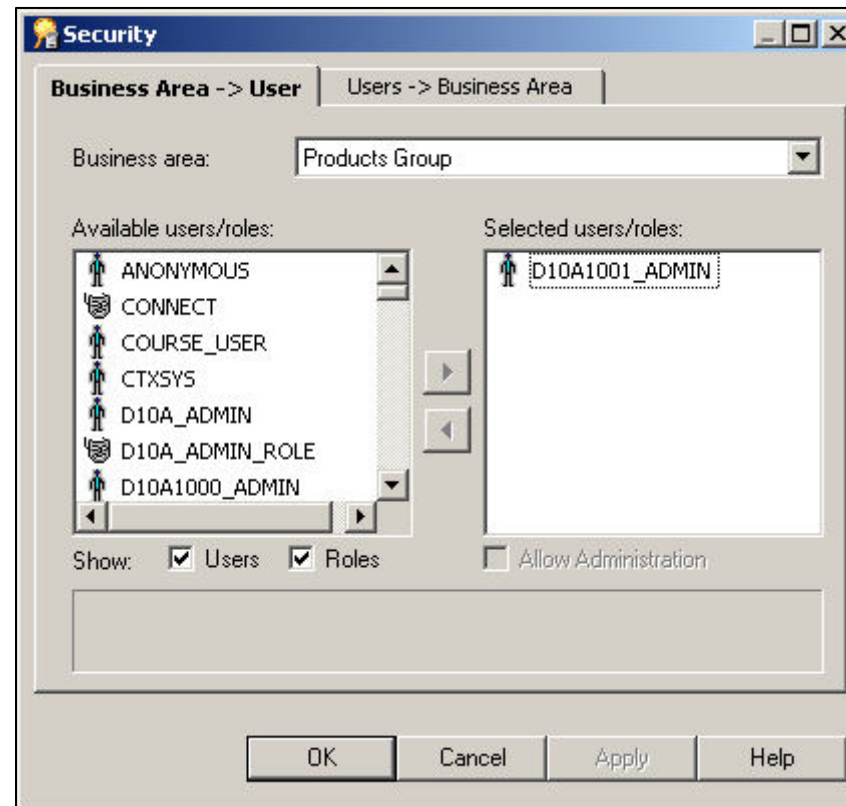 Security
Business Area -> User
Users -> Business Area
Business area:
Products Group
Available users/roles:
Selected users/roles:
ANONYMOUS
CONNECT
COURSE_USER
CTXSYS
D10A_ADMIN
D10A_ADMIN_ROLE
D10A1000_ADMIN
D10A1001_ADMIN
Show: Users Roles
Allow Administration
OK Cancel Apply Help